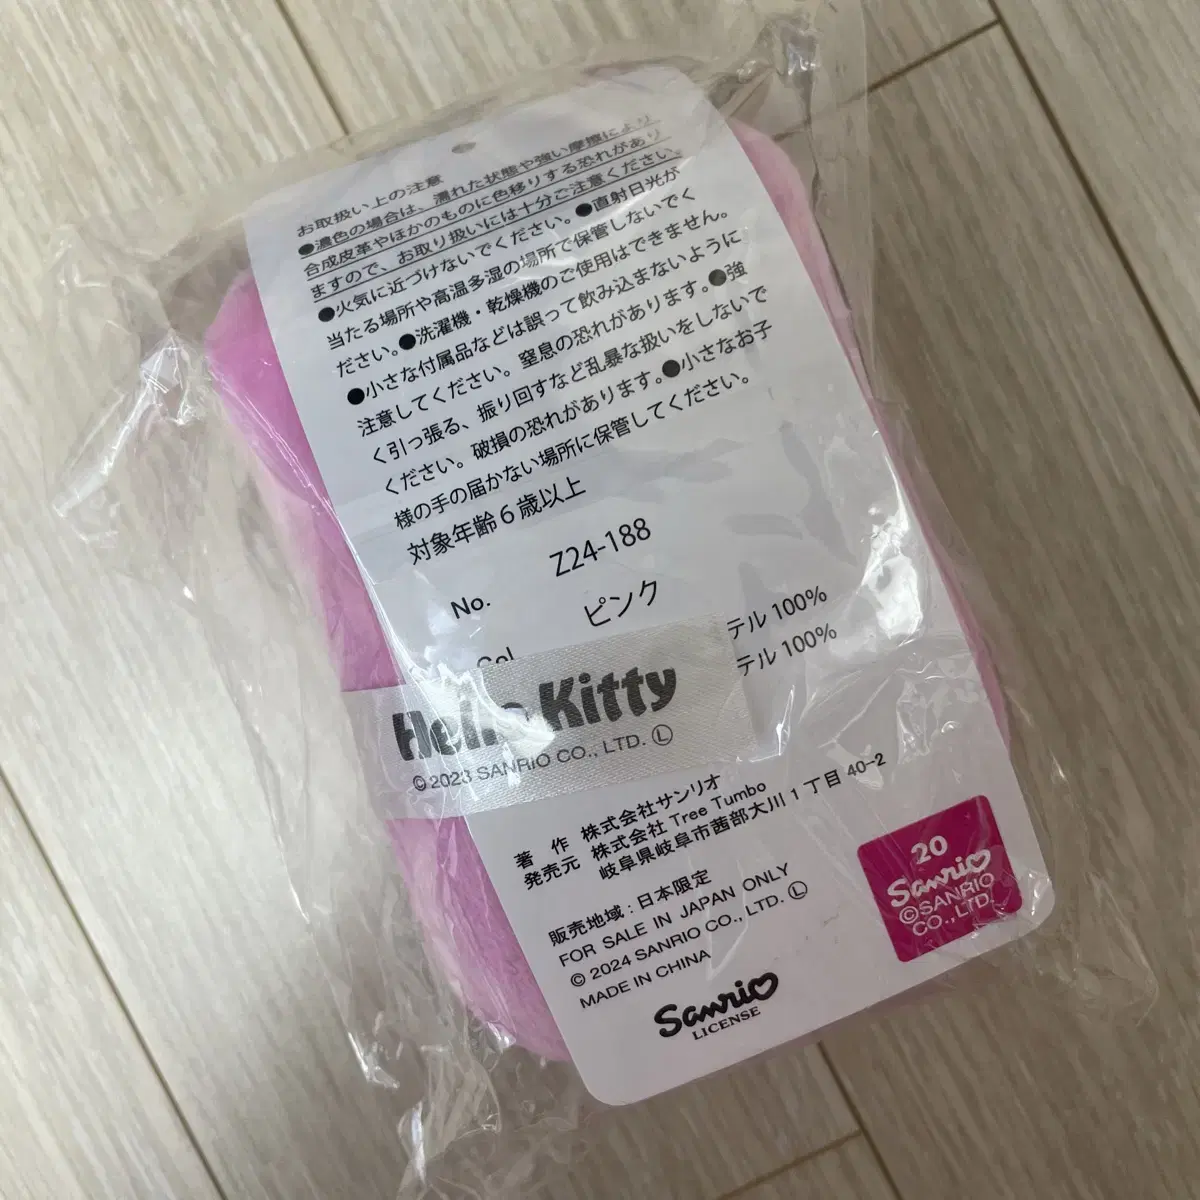 お取扱い上の注意
●濃色の場合は、濡れた状態や強い摩擦により
合成皮革やほかのものに色移りする恐れがあり
ますので、お取り扱いには十分ご注意ください。
●火気に近づけないでください。●直射日光が
当たる場所や高温多湿の場所で保管しないでく
ださい。●洗濯機・乾燥機のご使用はできません。
●小さな付属品などは誤って飲み込まないように
注意してください。窒息の恐れがあります。●強
く引っ張る、振り回すなど乱暴な扱いをしないで
ください。破損の恐れがあります。●小さなお子
様の手の届かない場所に保管してください。
対象年齢6歳以上
No. Z24-188
Col ピンク
テル 100%
テル 100%
Hello Kitty
© 2023 SANRIO CO., LTD. Ⓛ
著 作 株式会社サンリオ
発売元 株式会社 Tree Tumbo
岐阜県岐阜市茜部大川1丁目 40-2
販売地域:日本限定
FOR SALE IN JAPAN ONLY
© 2024 SANRIO CO., LTD. Ⓛ
MADE IN CHINA
Sanrio
LICENSE
20
Sanrio
©SANRIO
CO.,LTD.